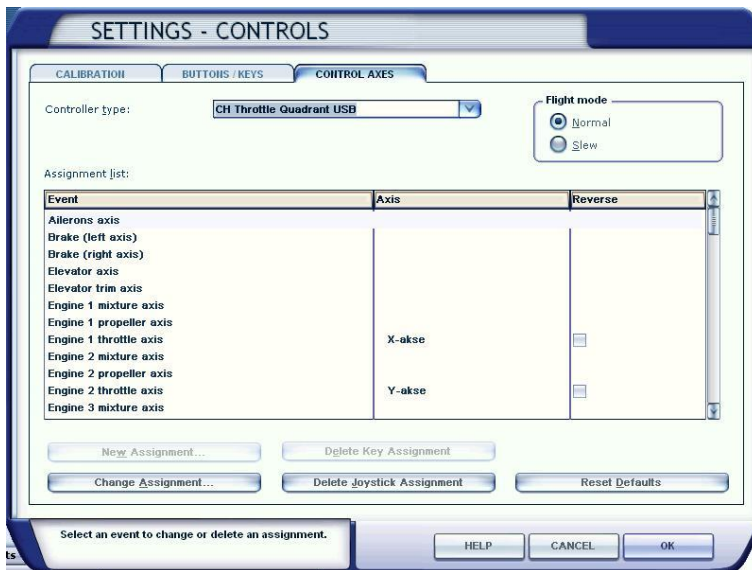 SETTINGS - CONTROLS
CALIBRATION BUTTONS / KEYS CONTROL AXES
Controller type: CH Throttle Quadrant USB
Flight mode
Normal
Slew
Assignment list:
Event Axis Reverse
Ailerons axis
Brake (left axis)
Brake (right axis)
Elevator axis
Elevator trim axis
Engine 1 mixture axis
Engine 1 propeller axis
Engine 1 throttle axis X-akse
Engine 2 mixture axis
Engine 2 propeller axis
Engine 2 throttle axis Y-akse
Engine 3 mixture axis
New Assignment... Delete Key Assignment
Change Assignment... Delete Joystick Assignment Reset Defaults
Select an event to change or delete an assignment.
ts HELP CANCEL OK